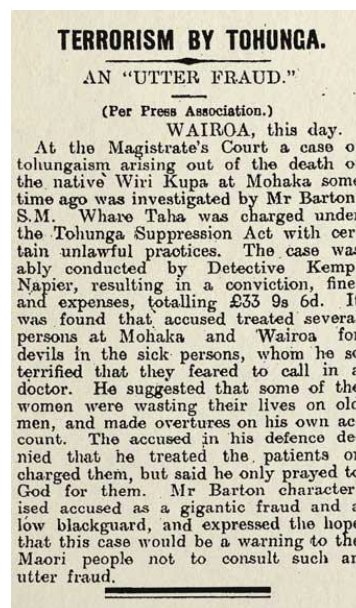 TERRORISM BY TOHUNGA.
AN "UTTER FRAUD."
(Per Press Association.)
WAIROA, this day.
At the Magistrate's Court a case o
tohungaism arising out of the death o
the native Wiri Kupa at Mohaka some
time ago was investigated by Mr Barton
S.M. Whare Taha was charged under
the Tohunga Suppression Act with cer
tain unlawful practices. The case was
ably conducted by Detective Kemp
Napier, resulting in a conviction, fine
and expenses, totalling £33 9s 6d. It
was found that accused treated severa
persons at Mohaka and Wairoa for
devils in the sick persons, whom he so
terrified that they feared to call in a
doctor. He suggested that some of the
women were wasting their lives on old
men, and made overtures on his own ac
count. The accused in his defence de
nied that he treated the patients or
charged them, but said he only prayed to
God for them. Mr Barton character
ised accused as a gigantic fraud and a
low blackguard, and expressed the hope
that this case would be a warning to the
Maori people not to consult such an
utter fraud.